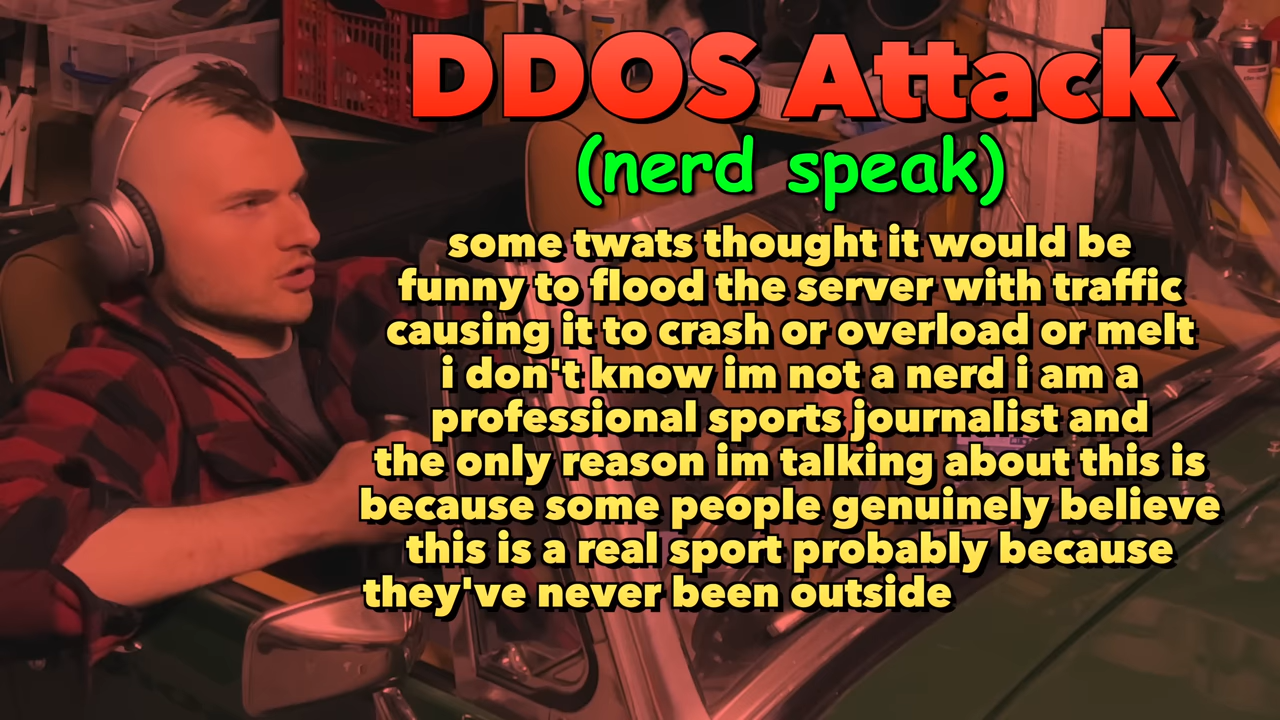 DDOS Attack
(nerd speak)
some twats thought it would be
funny to flood the server with traffic
causing it to crash or overload or melt
i don't know im not a nerd i am a
professional sports journalist and
the only reason im talking about this is
because some people genuinely believe
this is a real sport probably because
they've never been outside